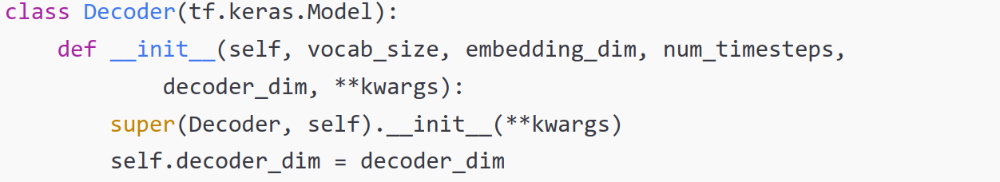 class Decoder(tf.keras.Model):
    def __init__(self, vocab_size, embedding_dim, num_timesteps,
            decoder_dim, **kwargs):
        super(Decoder, self).__init__(**kwargs)
        self.decoder_dim = decoder_dim